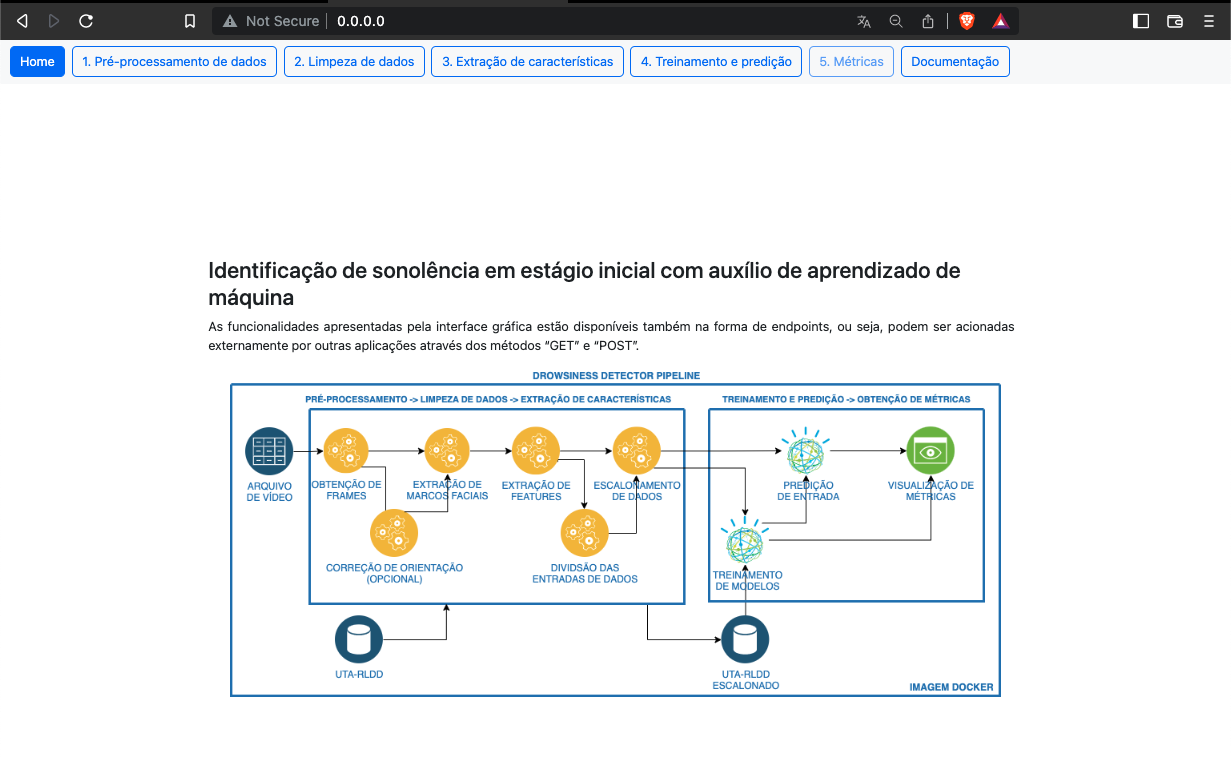 Not Secure 0.0.0.0
Home 1. Pré-processamento de dados 2. Limpeza de dados 3. Extração de características 4. Treinamento e predição 5. Métricas Documentação
Identificação de sonolência em estágio inicial com auxílio de aprendizado de
máquina
As funcionalidades apresentadas pela interface gráfica estão disponíveis também na forma de endpoints, ou seja, podem ser acionadas
externamente por outras aplicações através dos métodos “GET” e “POST”.
DROWSINESS DETECTOR PIPELINE
PRÉ-PROCESSAMENTO -> LIMPEZA DE DADOS -> EXTRAÇÃO DE CARACTERÍSTICAS
TREINAMENTO E PREDIÇÃO -> OBTENÇÃO DE MÉTRICAS
ARQUIVO
DE VÍDEO
OBTENÇÃO DE
FRAMES
EXTRAÇÃO DE
MARCOS FACIAIS
EXTRAÇÃO DE
FEATURES
ESCALONAMENTO
DE DADOS
PREDIÇÃO
DE ENTRADA
VISUALIZAÇÃO DE
MÉTRICAS
CORREÇÃO DE ORIENTAÇÃO
(OPCIONAL)
DIVIDSÃO DAS
ENTRADAS DE DADOS
TREINAMENTO
DE MODELOS
UTA-RLDD
UTA-RLDD
ESCALONADO
IMAGEM DOCKER